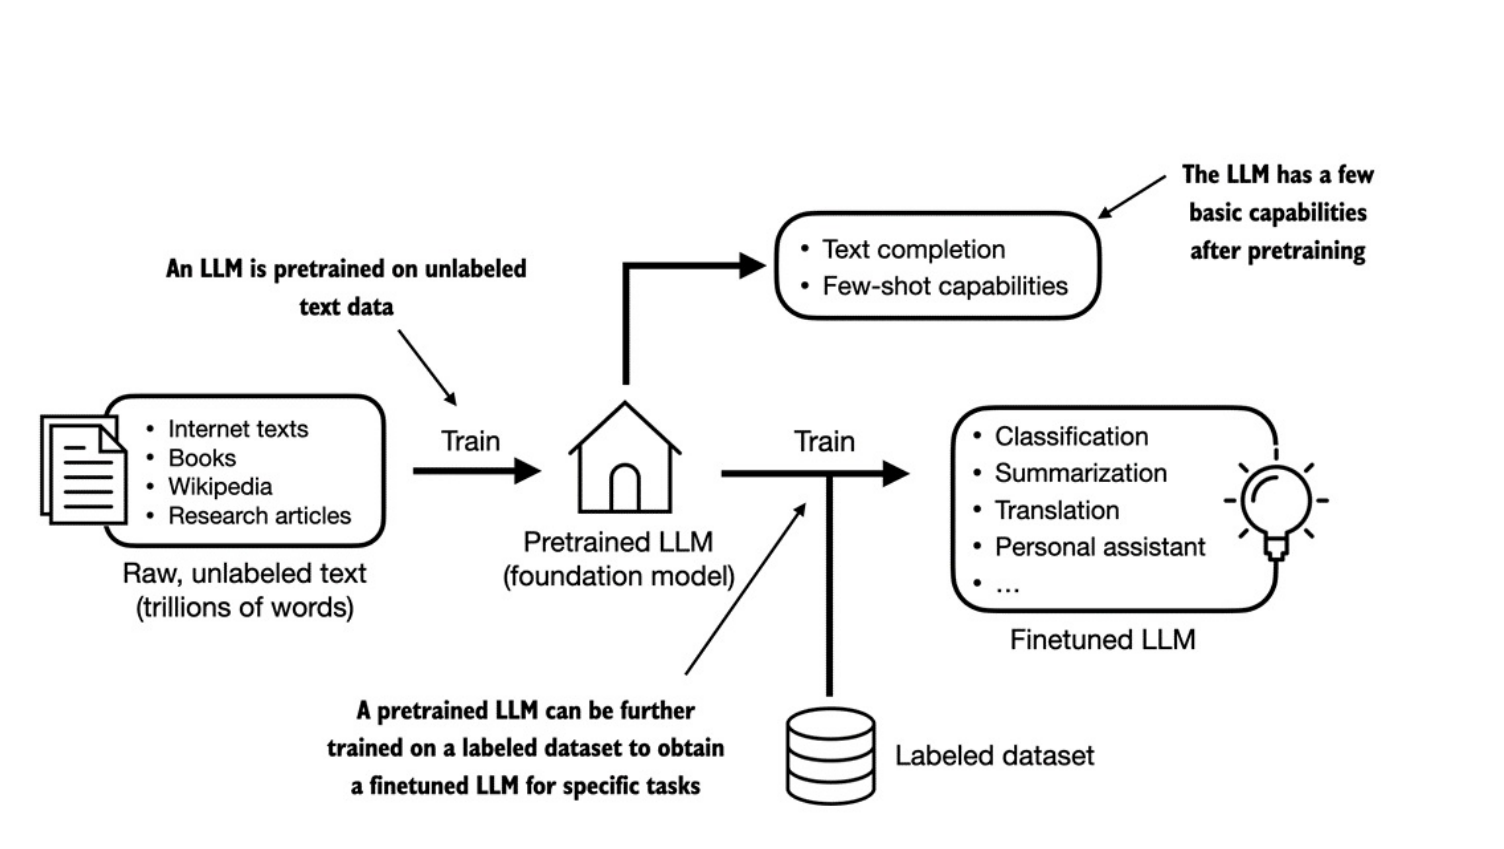 The LLM has a few
basic capabilities
after pretraining
• Text completion
• Few-shot capabilities
An LLM is pretrained on unlabeled
text data
• Internet texts
• Books
• Wikipedia
• Research articles
Raw, unlabeled text
(trillions of words)
Train
Pretrained LLM
(foundation model)
Train
• Classification
• Summarization
• Translation
• Personal assistant
• ...
Finetuned LLM
A pretrained LLM can be further
trained on a labeled dataset to obtain
a finetuned LLM for specific tasks
Labeled dataset